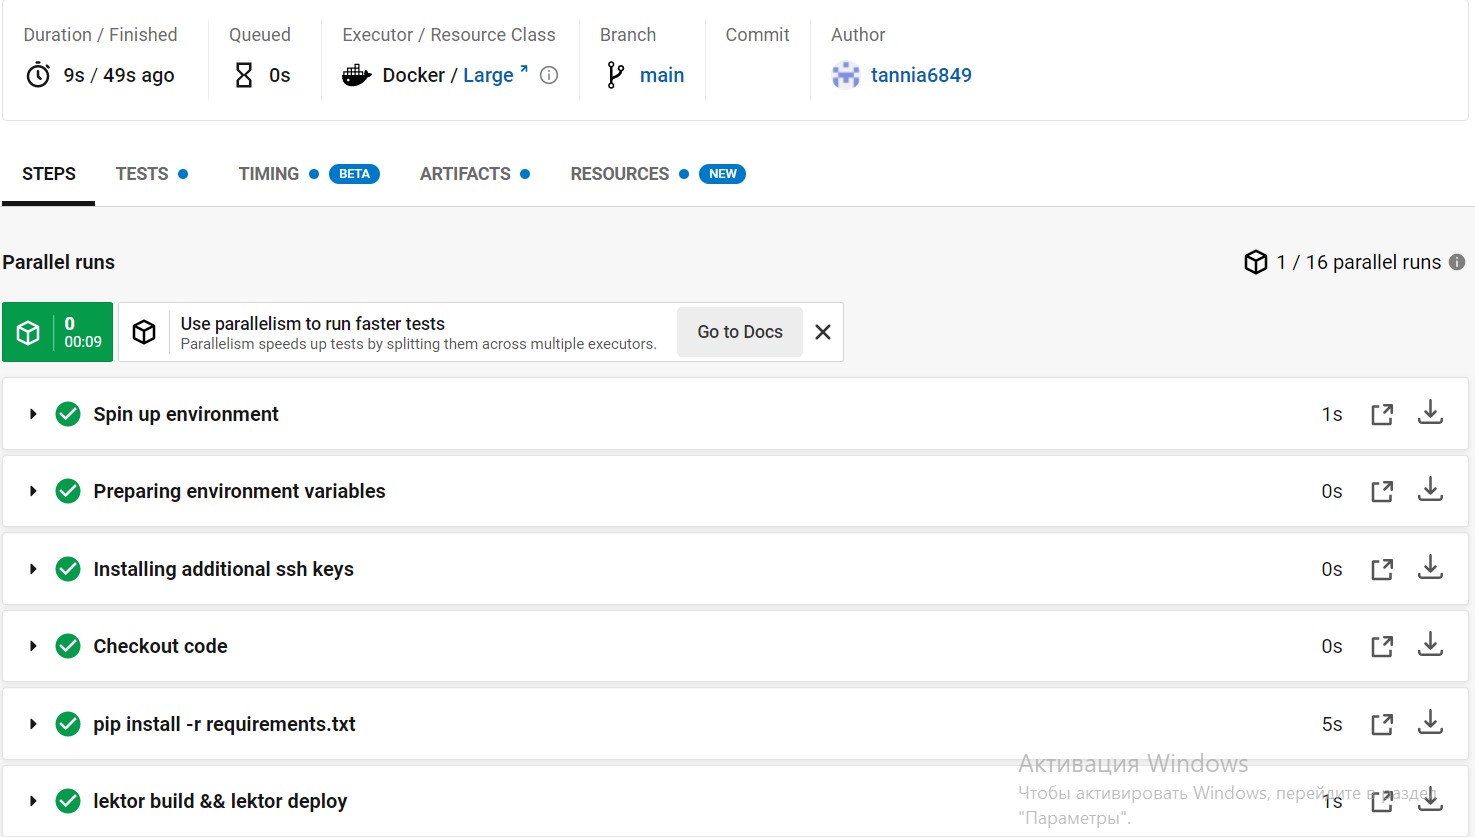 Duration / Finished Queued Executor / Resource Class Branch Commit Author
9s / 49s ago 0s Docker / Large main tannia6849
STEPS TESTS TIMING BETA ARTIFACTS RESOURCES NEW
Parallel runs 1 / 16 parallel runs
0
00:09
Use parallelism to run faster tests
Parallelism speeds up tests by splitting them across multiple executors.
Go to Docs
Spin up environment 1s
Preparing environment variables 0s
Installing additional ssh keys 0s
Checkout code 0s
pip install -r requirements.txt 5s
lektor build && lektor deploy 1s
Активация Windows
Чтобы активировать Windows, перейдите в раздел
"Параметры".